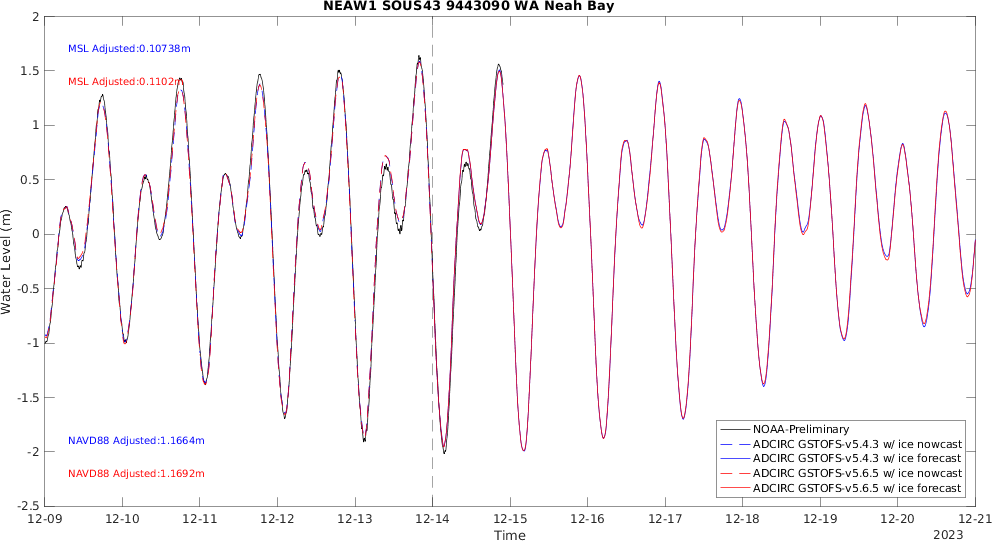 NEAW1 SOUS43 9443090 WA Neah Bay
2
1.5
1
0.5
0
-0.5
-1
-1.5
-2
-2.5
Water Level (m)
MSL Adjusted:0.10738m
MSL Adjusted:0.1102m
NAVD88 Adjusted:1.1664m
NAVD88 Adjusted:1.1692m
NOAA-Preliminary
ADCIRC GSTOFS-v5.4.3 w/ ice nowcast
ADCIRC GSTOFS-v5.4.3 w/ ice forecast
ADCIRC GSTOFS-v5.6.5 w/ ice nowcast
ADCIRC GSTOFS-v5.6.5 w/ ice forecast
12-09 12-10 12-11 12-12 12-13 12-14 12-15 12-16 12-17 12-18 12-19 12-20 12-21
Time
2023